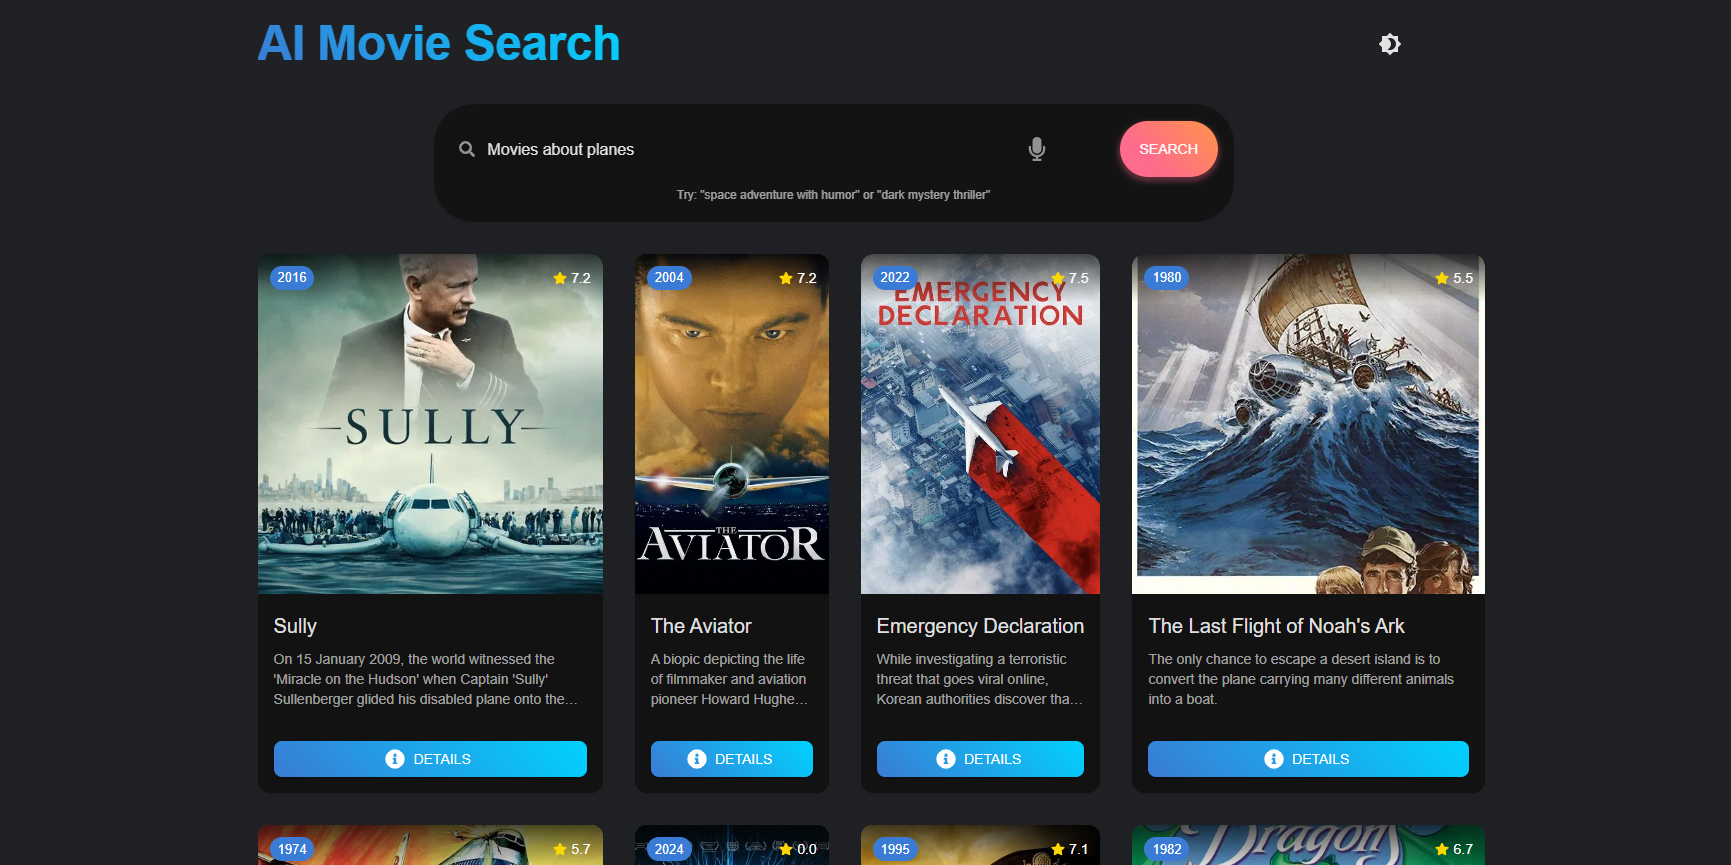 AI Movie Search
Movies about planes
SEARCH
Try: "space adventure with humor" or "dark mystery thriller"
2016
7.2
SULLY
Sully
On 15 January 2009, the world witnessed the
'Miracle on the Hudson' when Captain 'Sully'
Sullenberger glided his disabled plane onto the...
DETAILS
2004
7.2
THE
AVIATOR
The Aviator
A biopic depicting the life
of filmmaker and aviation
pioneer Howard Hughe...
DETAILS
2022
7.5
EMERGENCY
DECLARATION
Emergency Declaration
While investigating a terroristic
threat that goes viral online,
Korean authorities discover tha...
DETAILS
1980
5.5
The Last Flight of Noah's Ark
The only chance to escape a desert island is to
convert the plane carrying many different animals
into a boat.
DETAILS
1974
5.7
2024
0.0
1995
7.1
1982
6.7
Dragon